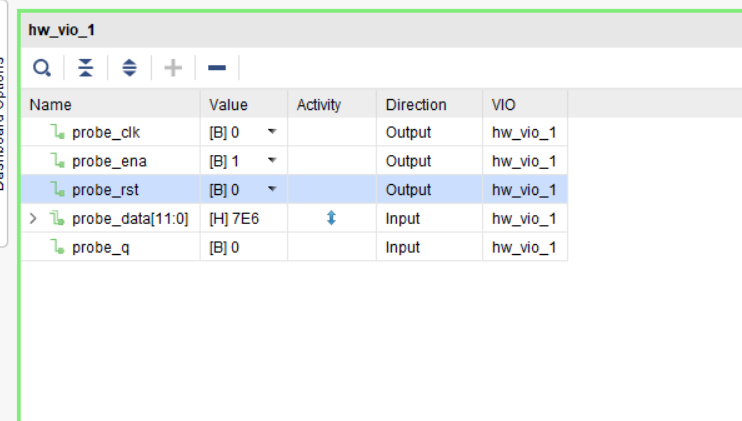 hw_vio_1
Name Value Activity Direction VIO
probe_clk [B] 0 Output hw_vio_1
probe_ena [B] 1 Output hw_vio_1
probe_rst [B] 0 Output hw_vio_1
probe_data[11:0] [H] 7E6 Input hw_vio_1
probe_q [B] 0 Input hw_vio_1
Dashboard Options